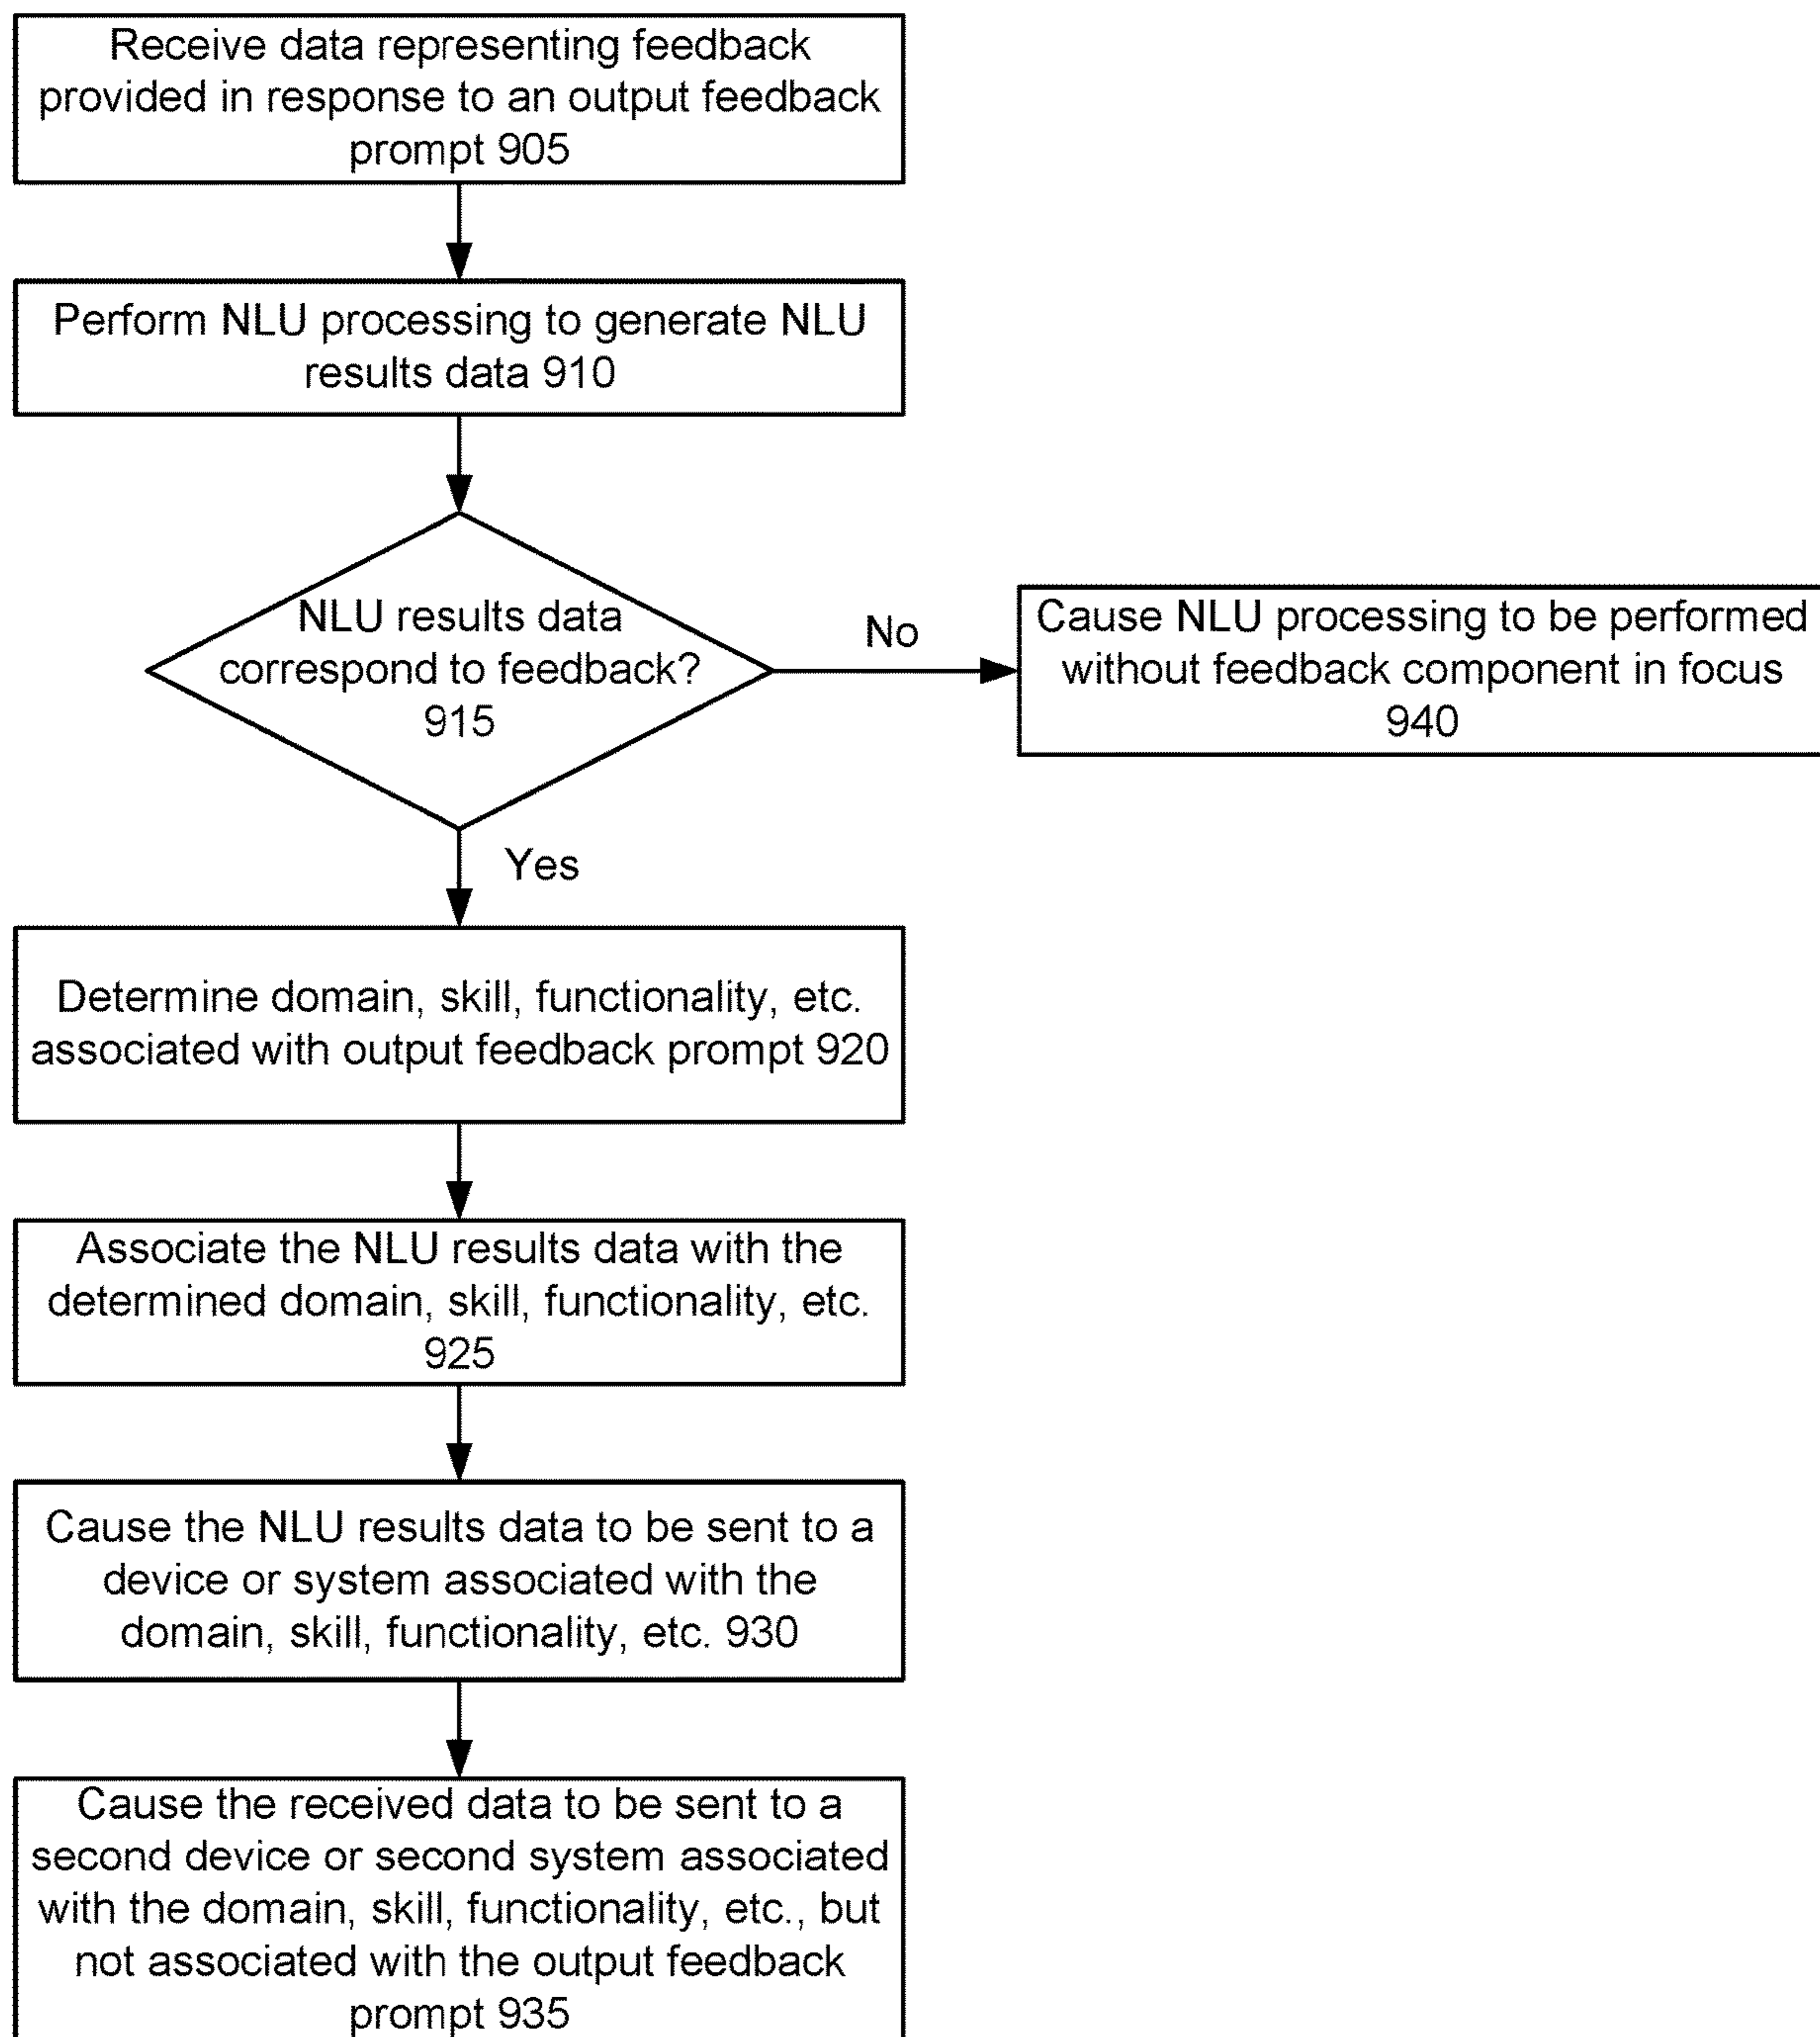 Receive data representing feedback
provided in response to an output feedback
prompt 905
Perform NLU processing to generate NLU
results data 910
NLU results data
correspond to feedback?
915
No
Cause NLU processing to be performed
without feedback component in focus
940
Yes
Determine domain, skill, functionality, etc.
associated with output feedback prompt 920
Associate the NLU results data with the
determined domain, skill, functionality, etc.
925
Cause the NLU results data to be sent to a
device or system associated with the
domain, skill, functionality, etc. 930
Cause the received data to be sent to a
second device or second system associated
with the domain, skill, functionality, etc., but
not associated with the output feedback
prompt 935